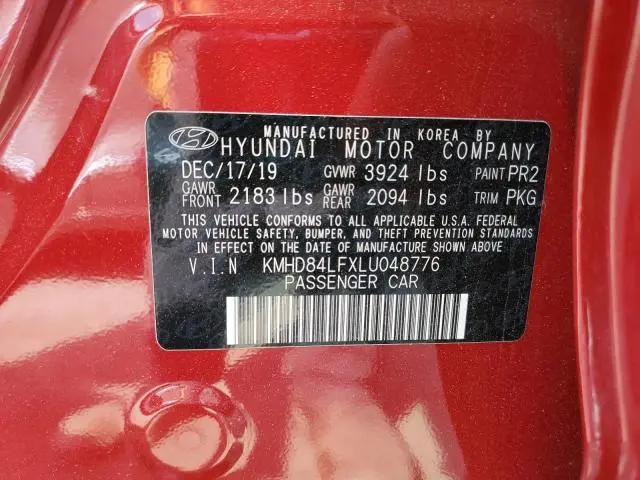 MANUFACTURED IN KOREA BY
HYUNDAI MOTOR COMPANY
DEC/17/19 GVWR 3924 lbs PAINT PR2
GAWR FRONT 2183 lbs GAWR REAR 2094 lbs TRIM PKG
THIS VEHICLE CONFORMS TO ALL APPLICABLE U.S.A. FEDERAL
MOTOR VEHICLE SAFETY, BUMPER, AND THEFT PREVENTION STANDARDS
IN EFFECT ON THE DATE OF MANUFACTURE SHOWN ABOVE.
V.I.N KMHD84LFXLU048776
PASSENGER CAR